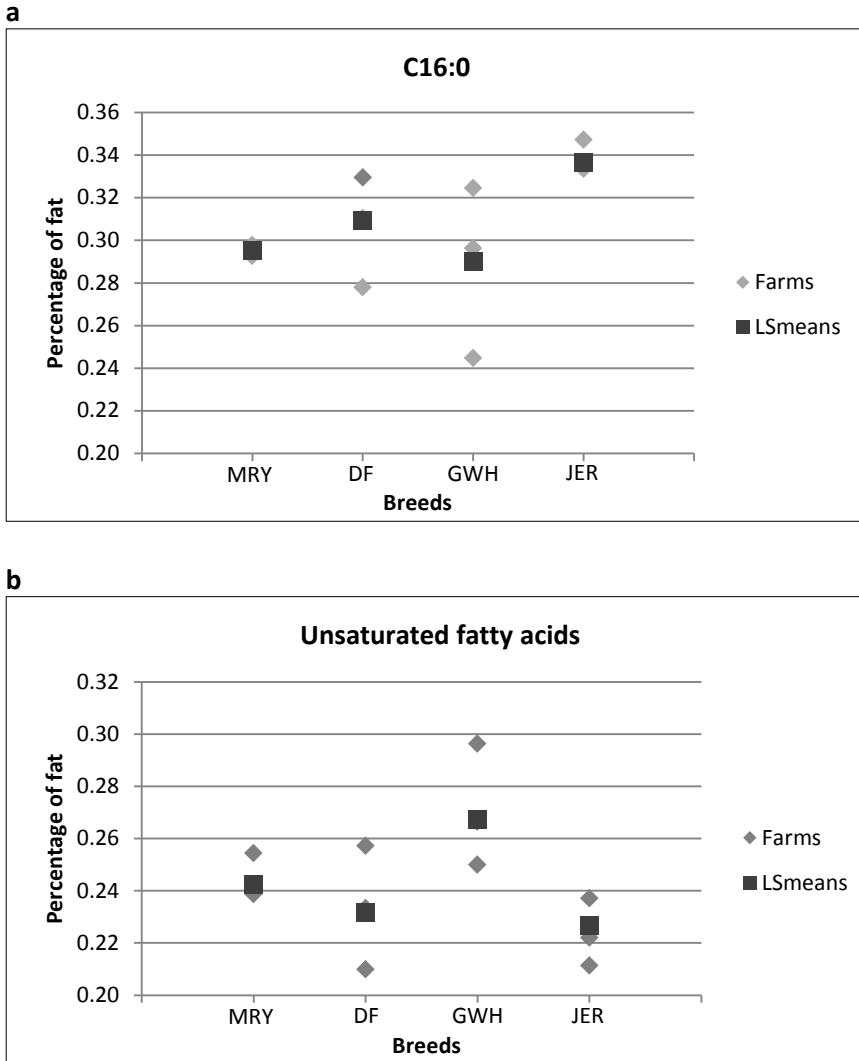 a
C16:0
Percentage of fat
0.36
0.34
0.32
0.30
0.28
0.26
0.24
0.22
0.20
MRY DF GWH JER
Breeds
Farms
LSmeans
b
Unsaturated fatty acids
Percentage of fat
0.32
0.30
0.28
0.26
0.24
0.22
0.20
MRY DF GWH JER
Breeds
Farms
LSmeans